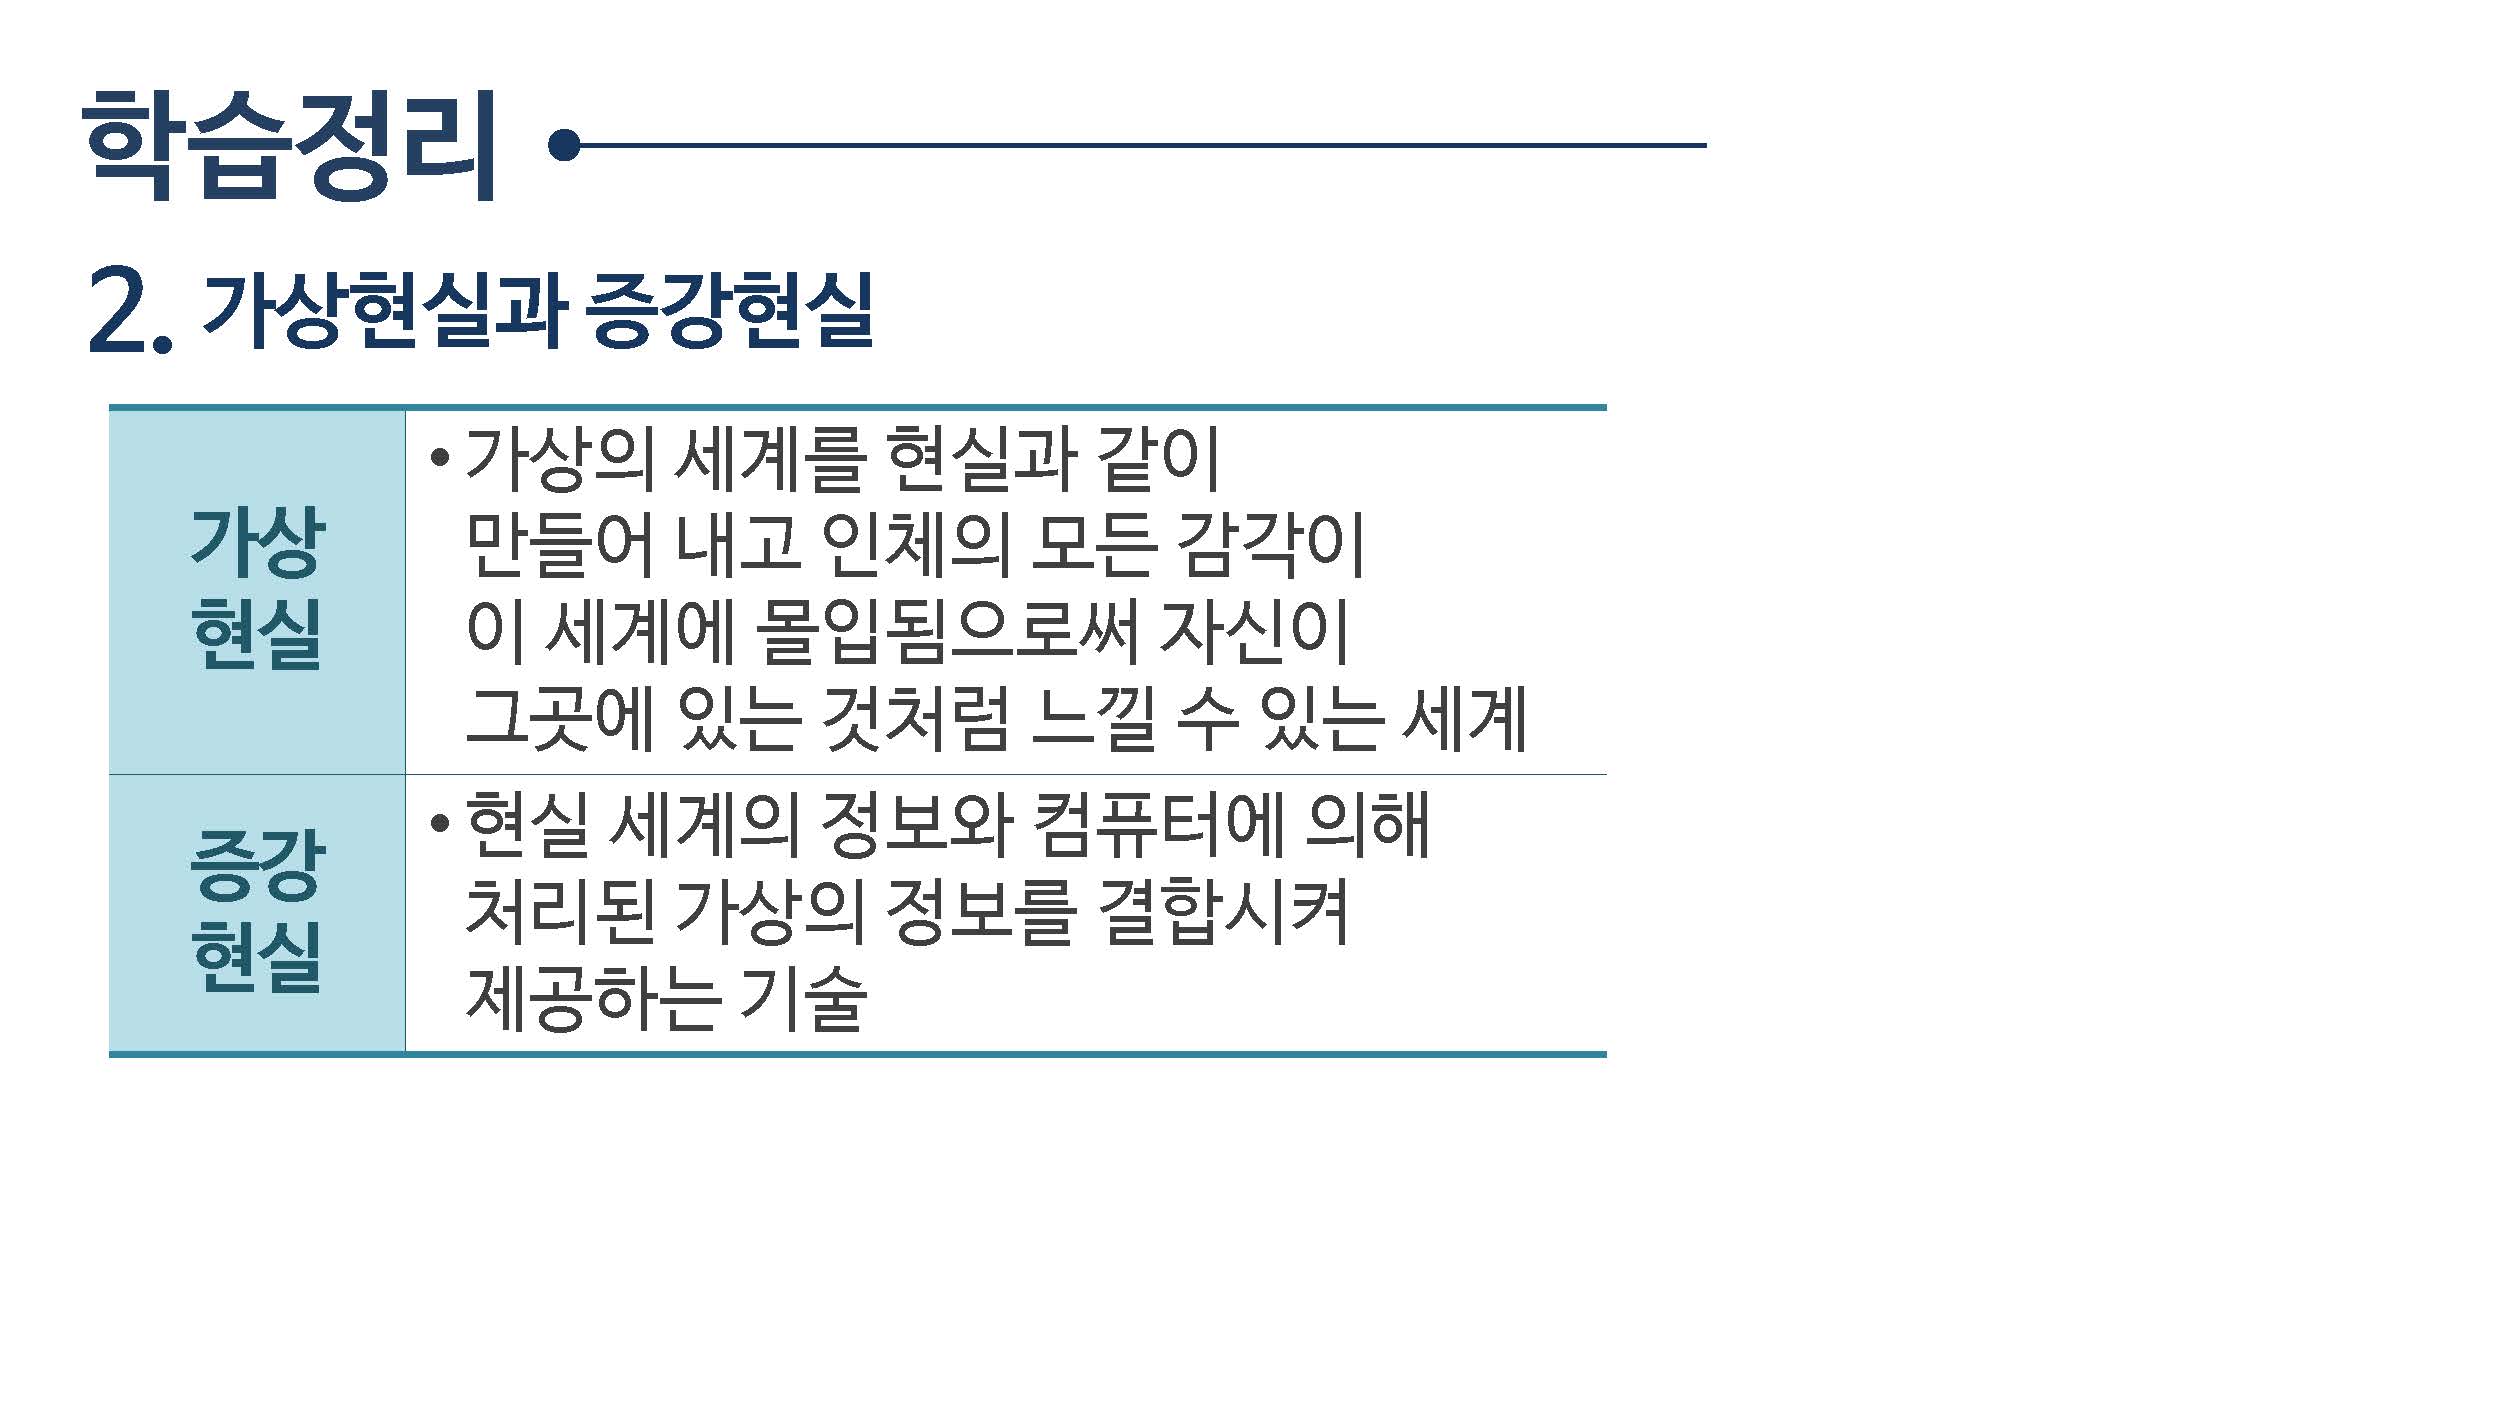 학습정리
2. 가상현실과 증강현실
가상
현실
• 가상의 세계를 현실과 같이
만들어 내고 인체의 모든 감각이
이 세계에 몰입됨으로써 자신이
그곳에 있는 것처럼 느낄 수 있는 세계
증강
현실
• 현실 세계의 정보와 컴퓨터에 의해
처리된 가상의 정보를 결합시켜
제공하는 기술